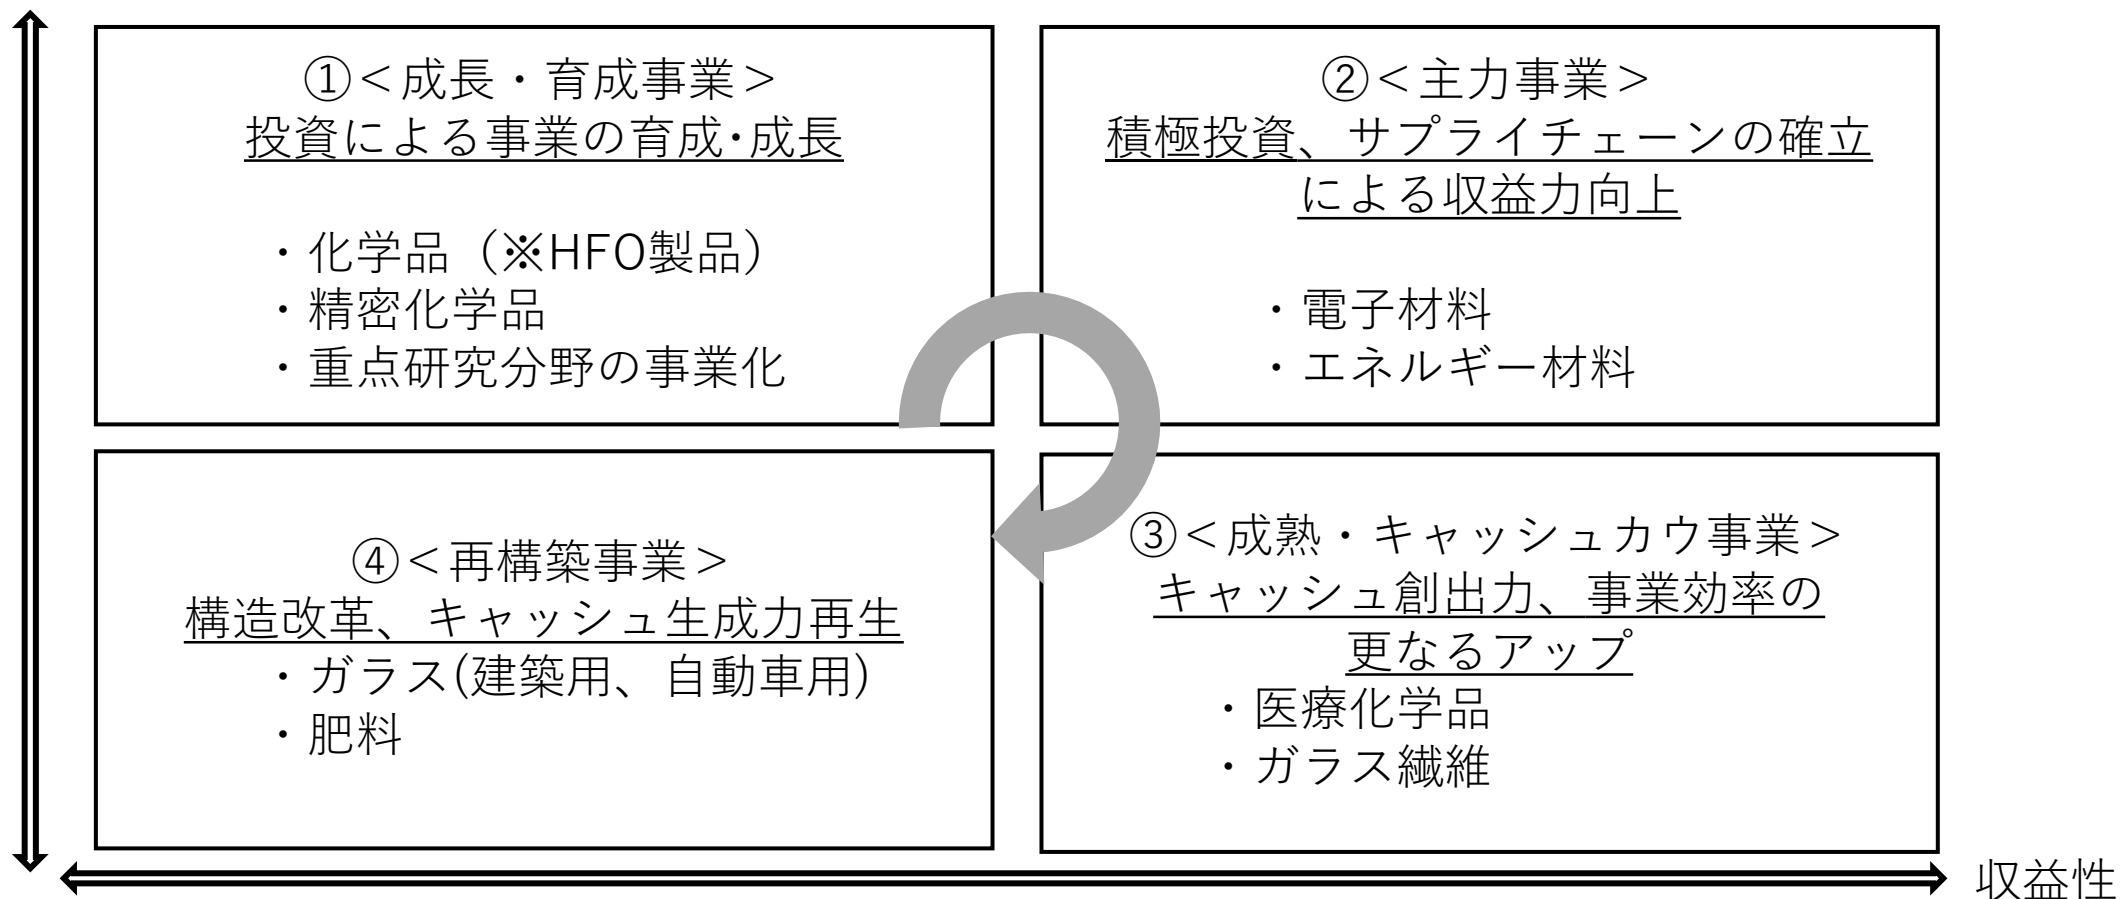 ①＜成長・育成事業＞
投資による事業の育成･成長
・化学品（※HFO製品）
・精密化学品
・重点研究分野の事業化
②＜主力事業＞
積極投資、サプライチェーンの確立
による収益力向上
・電子材料
・エネルギー材料
④＜再構築事業＞
構造改革、キャッシュ生成力再生
・ガラス(建築用、自動車用)
・肥料
③＜成熟・キャッシュカウ事業＞
キャッシュ創出力、事業効率の
更なるアップ
・医療化学品
・ガラス繊維
収益性